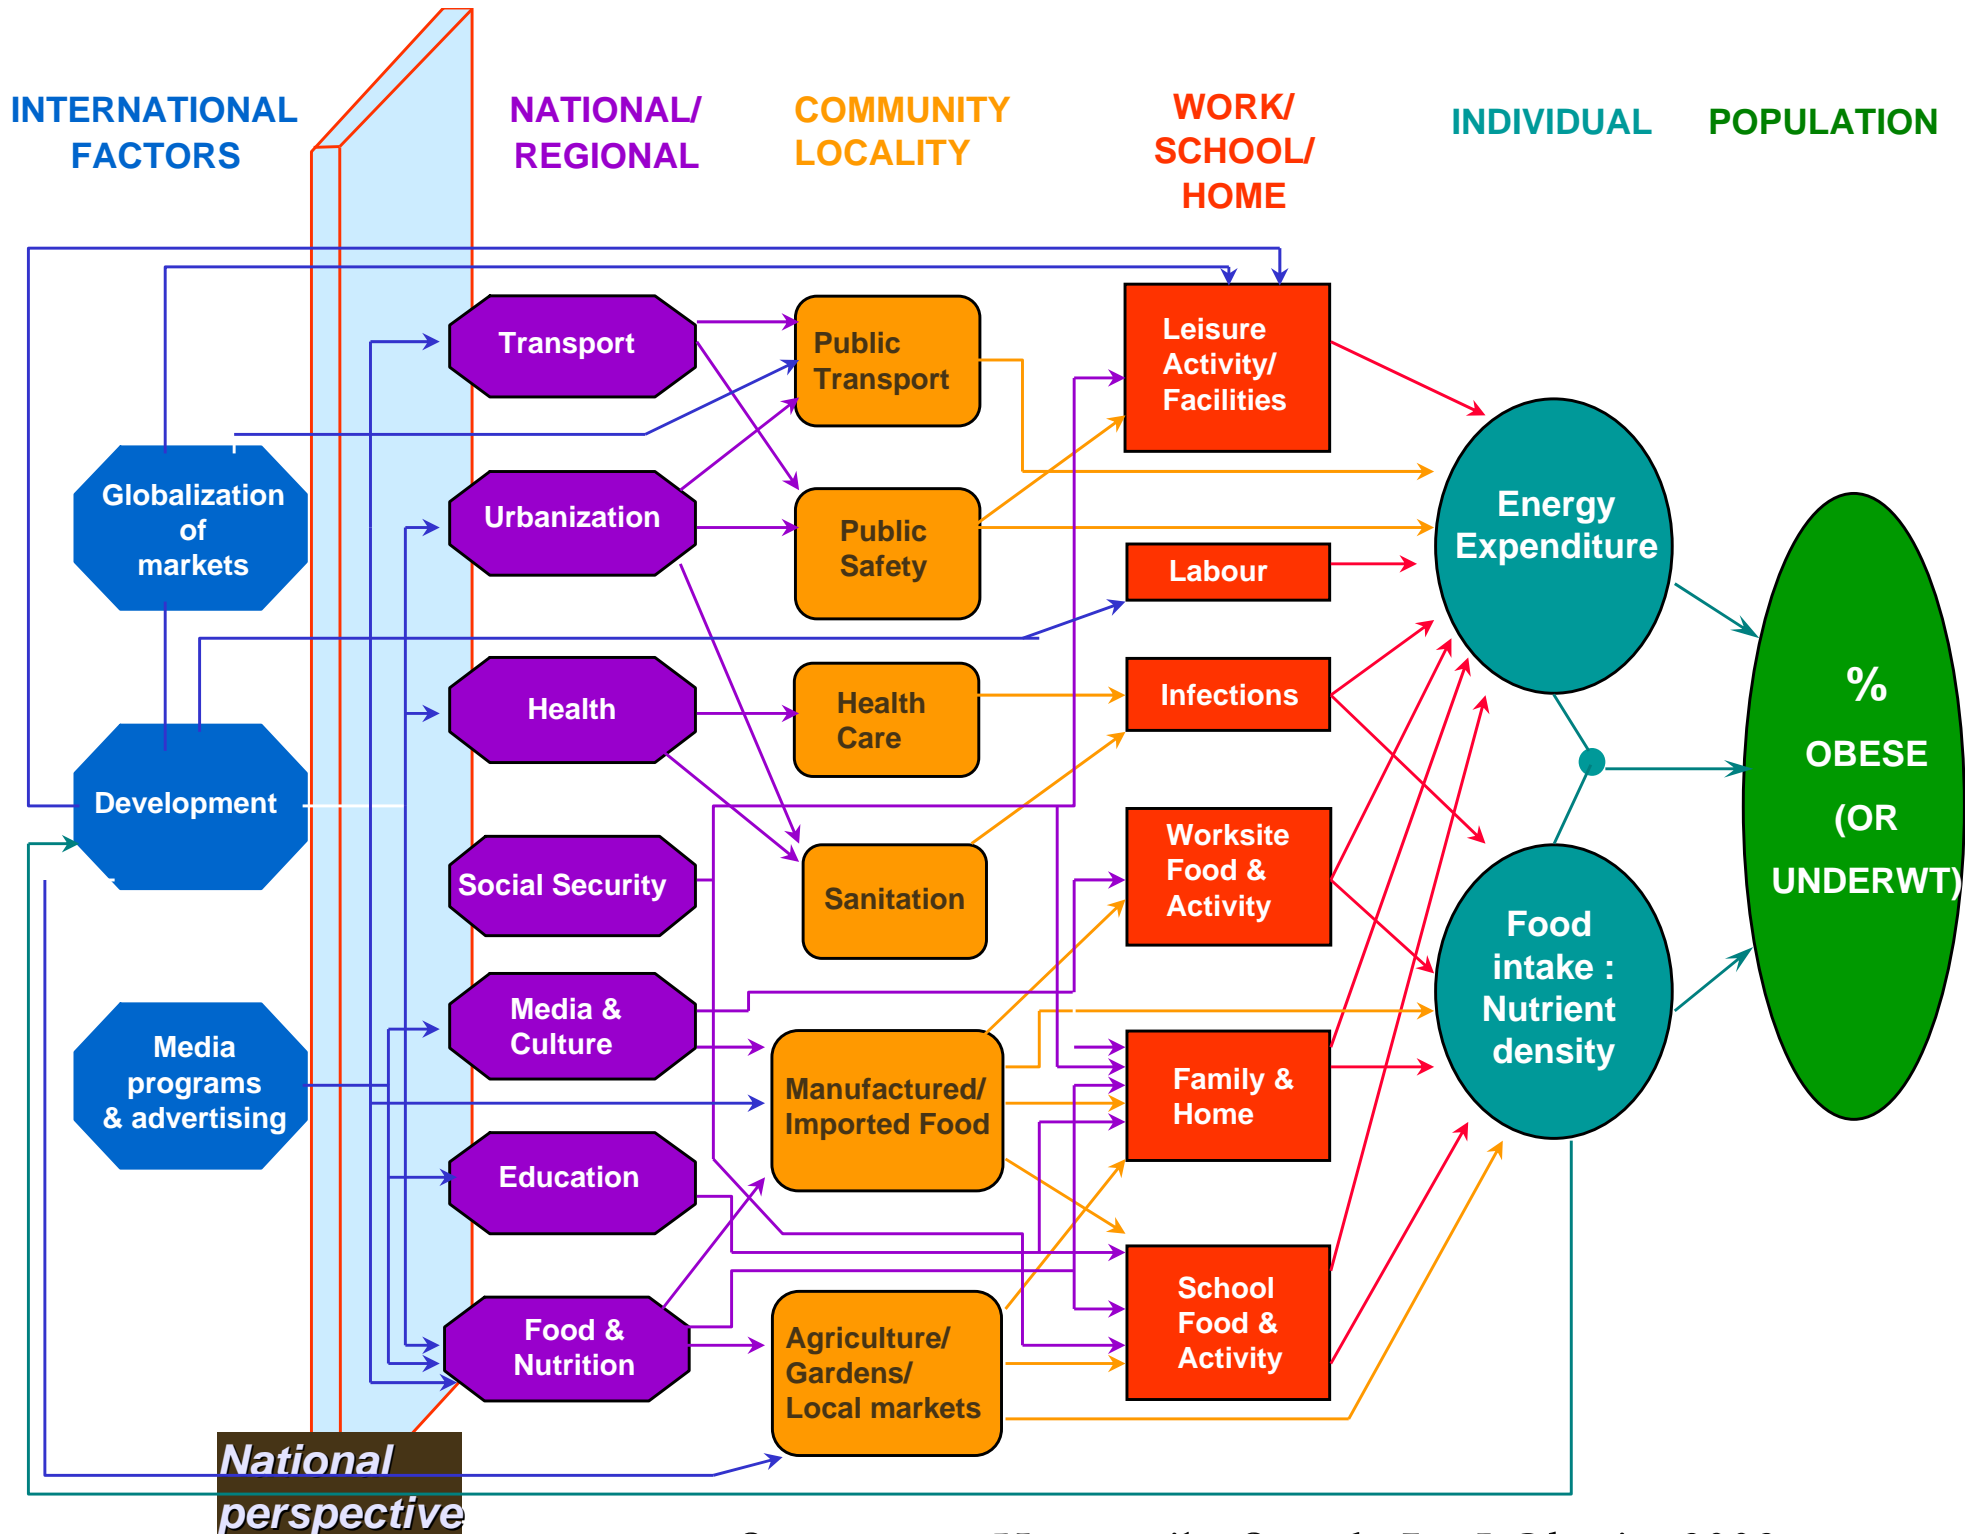 INTERNATIONAL
FACTORS
NATIONAL/
REGIONAL
COMMUNITY
LOCALITY
WORK/
SCHOOL/
HOME
INDIVIDUAL
POPULATION
Globalization
of
markets
Development
Media
programs
& advertising
Transport
Urbanization
Health
Social Security
Media &
Culture
Education
Food &
Nutrition
Public
Transport
Public
Safety
Health
Care
Sanitation
Manufactured/
Imported Food
Agriculture/
Gardens/
Local markets
Leisure
Activity/
Facilities
Labour
Infections
Worksite
Food &
Activity
Family &
Home
School
Food &
Activity
Energy
Expenditure
Food
intake :
Nutrient
density
%
OBESE
(OR
UNDERWT)
National
perspective